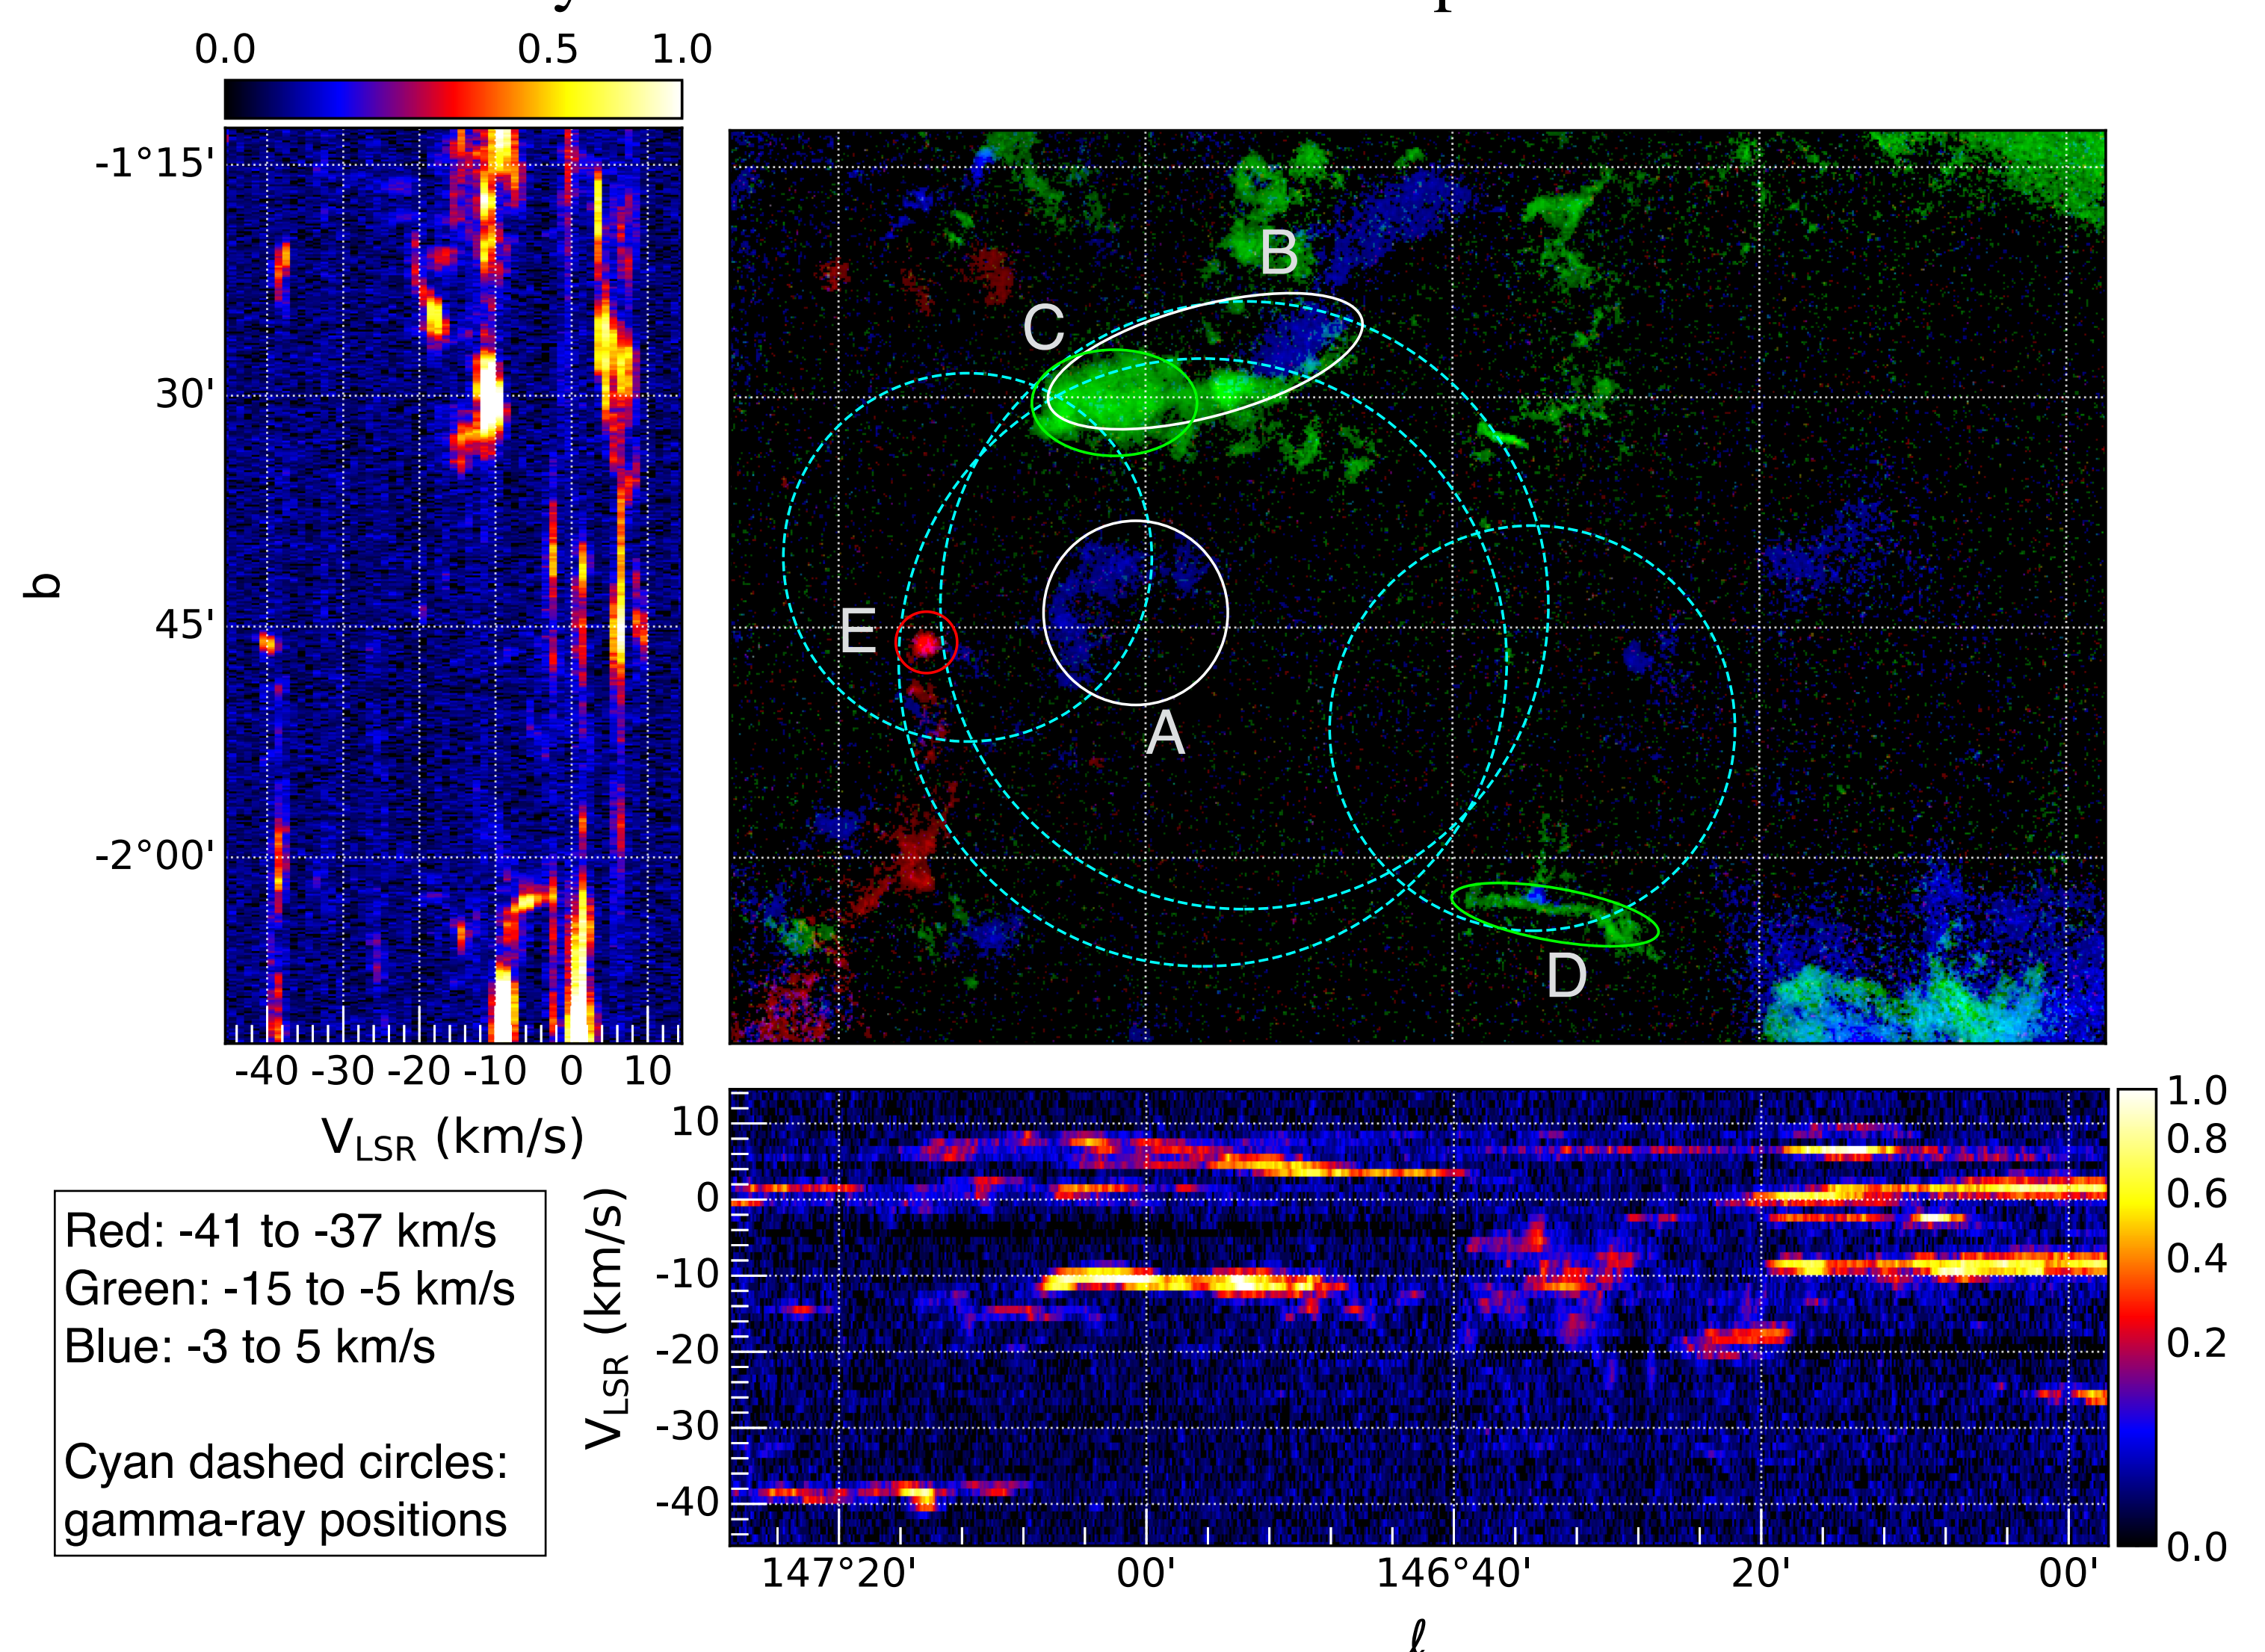 0.0 0.5 1.0
-1°15'
30'
45'
-2°00'
b
-40 -30 -20 -10 0 10
V_LSR (km/s)
B
C
E
A
D
Red: -41 to -37 km/s
Green: -15 to -5 km/s
Blue: -3 to 5 km/s
Cyan dashed circles:
gamma-ray positions
V_LSR (km/s)
10
0
-10
-20
-30
-40
1.0
0.8
0.6
0.4
0.2
0.0
147°20' 00' 146°40' 20' 00'
ℓ